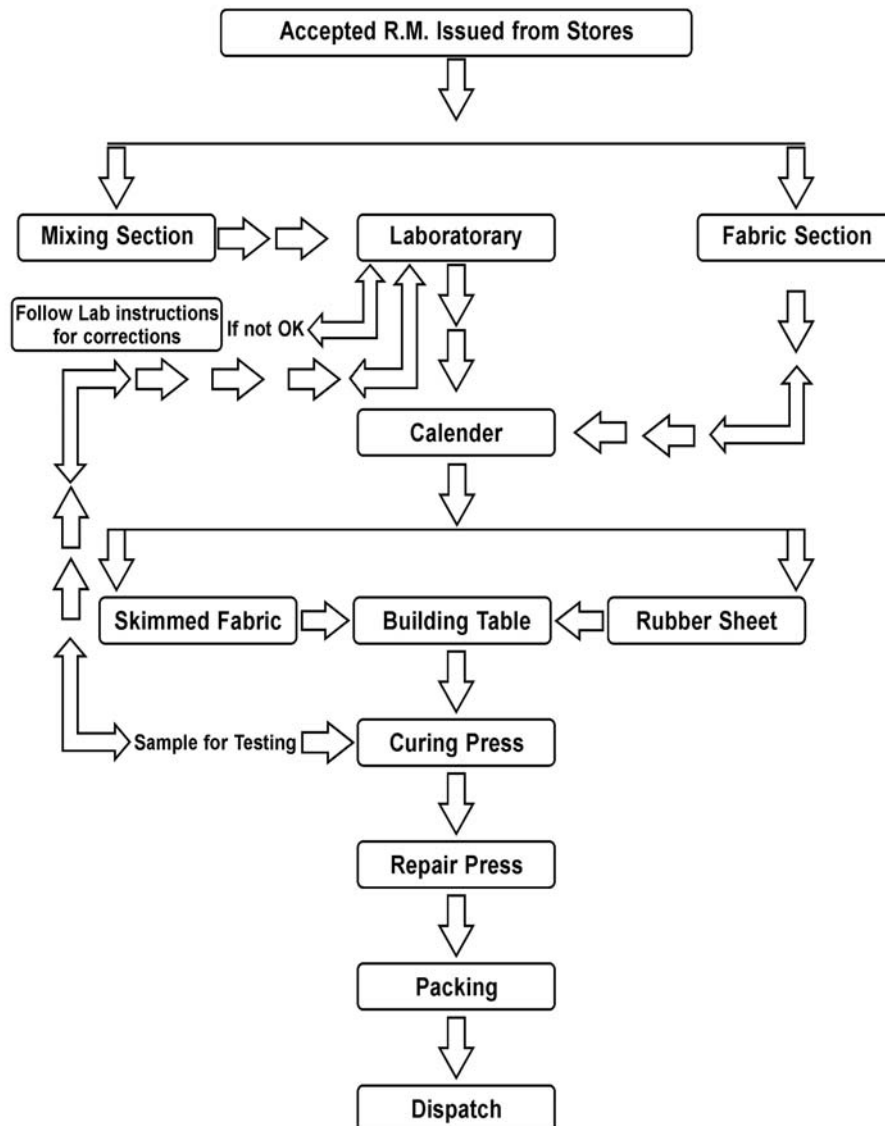 Accepted R.M. Issued from Stores
Mixing Section
Laboratorary
Fabric Section
Follow Lab instructions
for corrections
If not OK
Calender
Skimmed Fabric
Building Table
Rubber Sheet
Sample for Testing
Curing Press
Repair Press
Packing
Dispatch